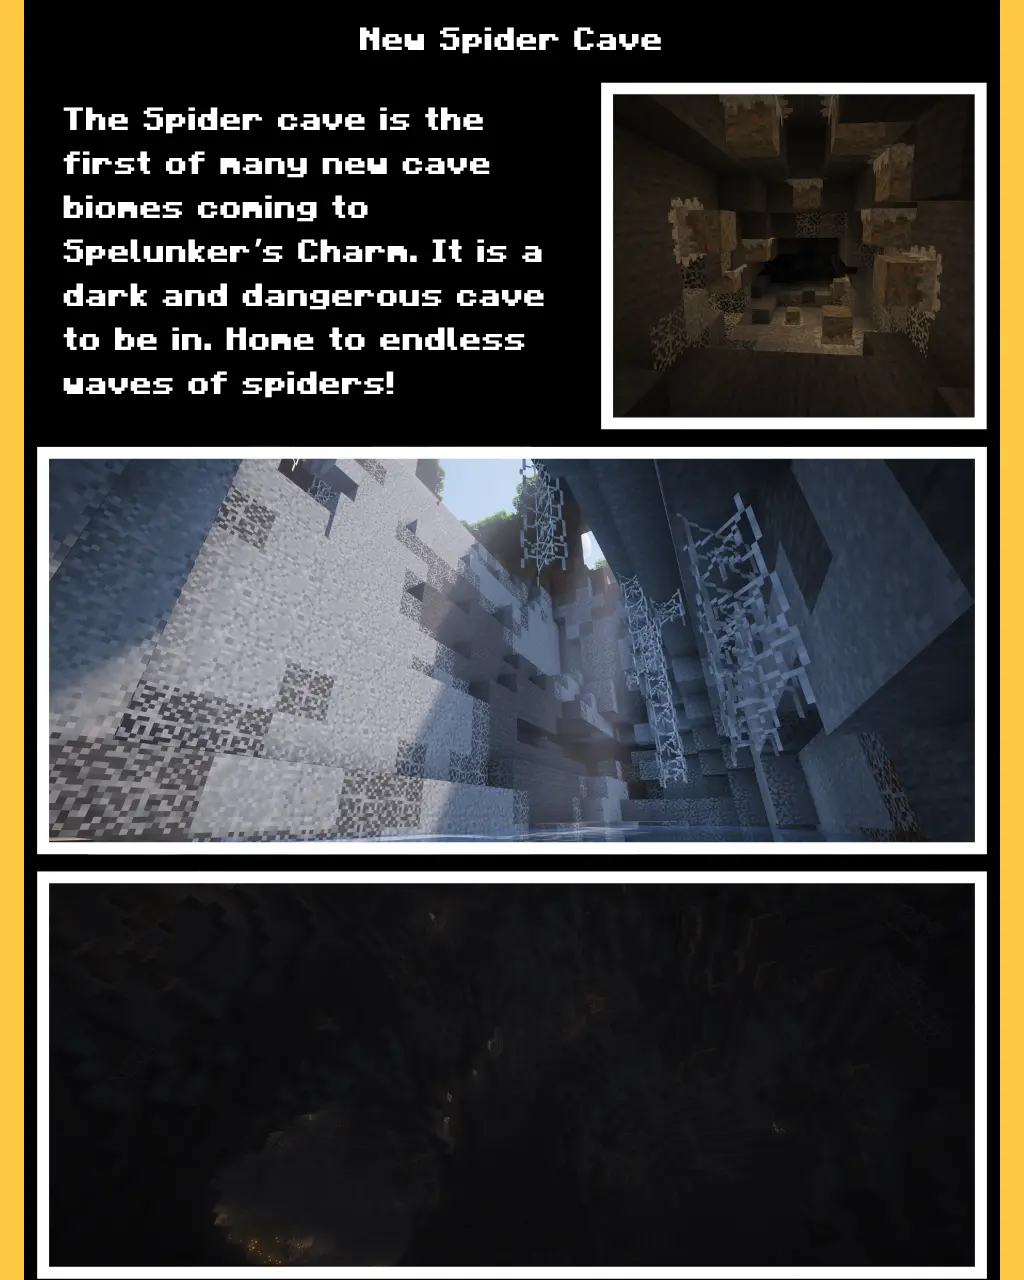 New Spider Cave
The Spider cave is the
first of many new cave
biomes coming to
Spelunker's Charm. It is a
dark and dangerous cave
to be in. Home to endless
waves of spiders!